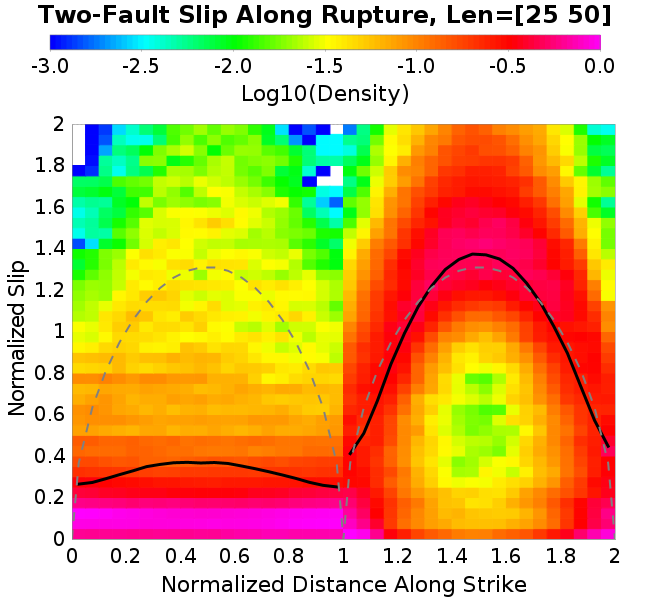 Two-Fault Slip Along Rupture, Len=[25 50]
-3.0 -2.5 -2.0 -1.5 -1.0 -0.5 0.0
Log10(Density)
2
1.8
1.6
1.4
1.2
1
0.8
0.6
0.4
0.2
0
Normalized Slip
0 0.2 0.4 0.6 0.8 1 1.2 1.4 1.6 1.8 2
Normalized Distance Along Strike